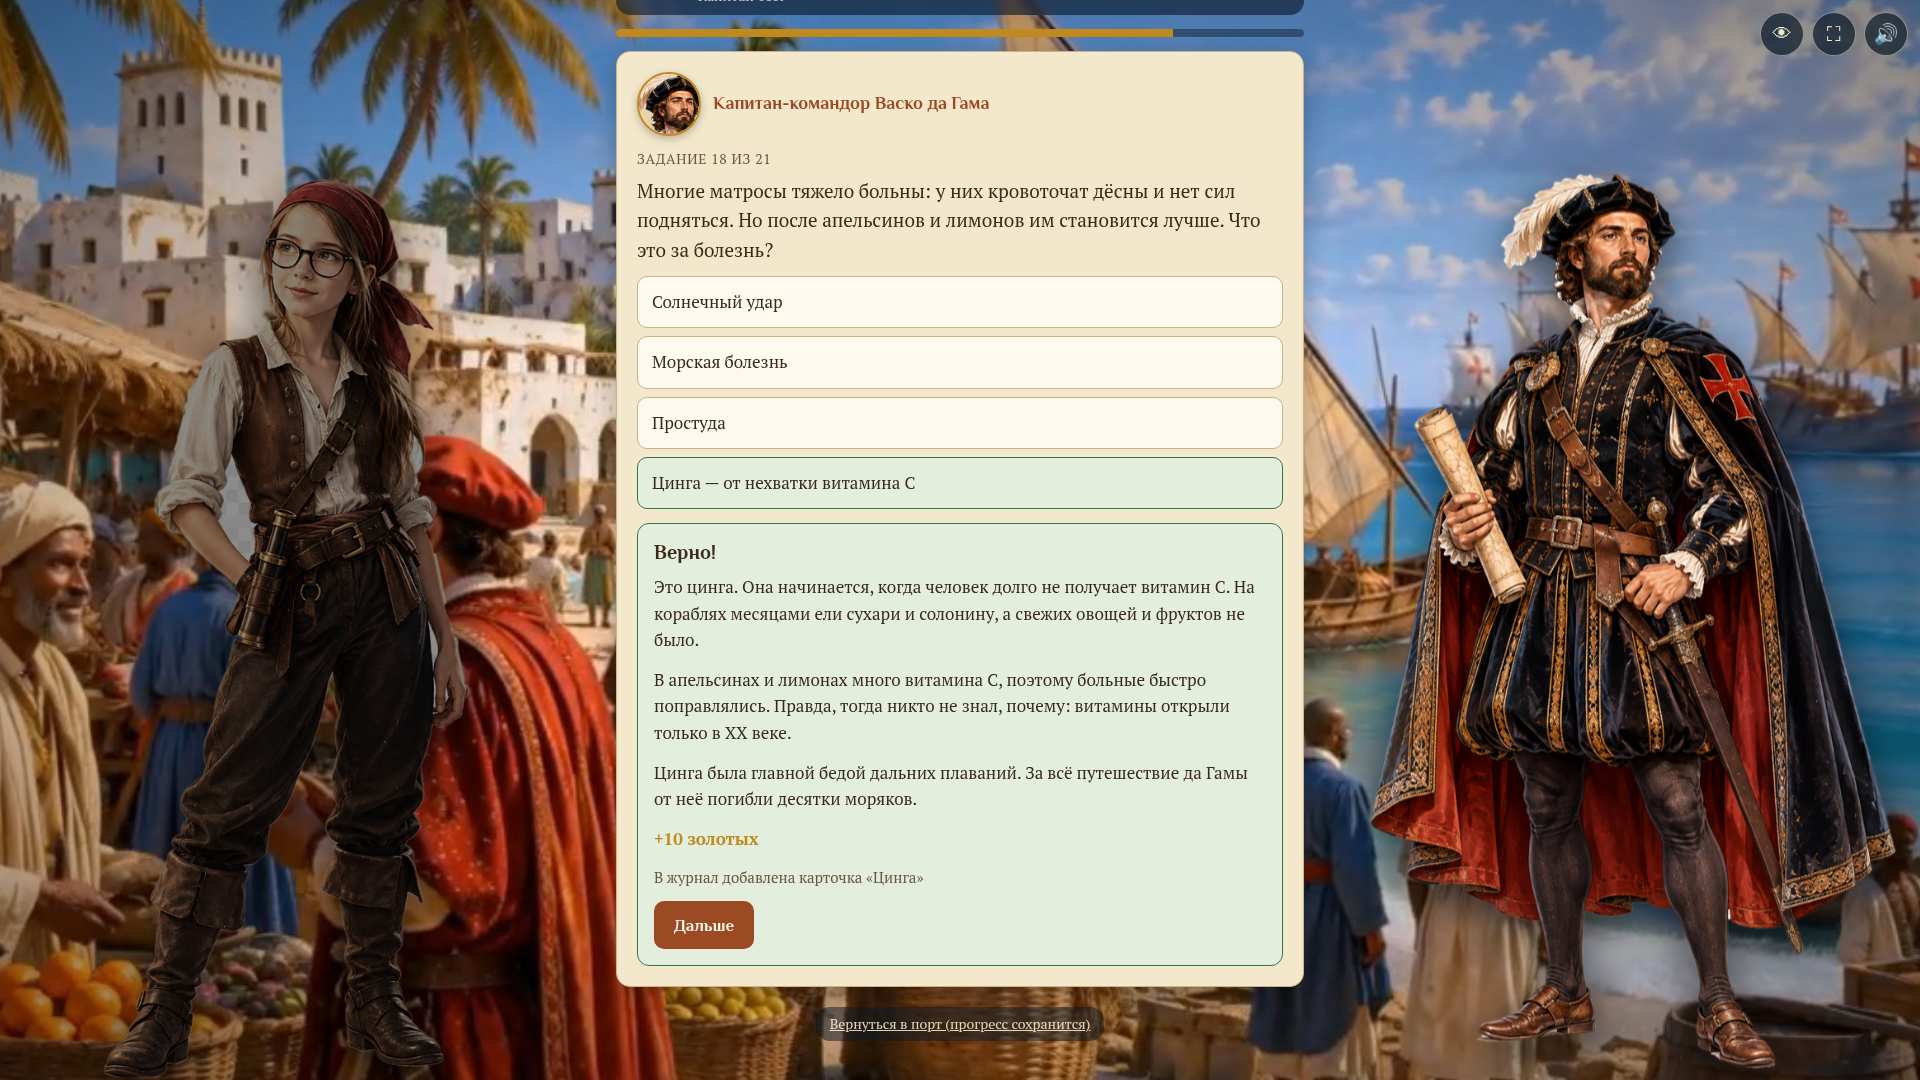 Капитан-командор Васко да Гама
ЗАДАНИЕ 18 ИЗ 21
Многие матросы тяжело больны: у них кровоточат дёсны и нет сил
подняться. Но после апельсинов и лимонов им становится лучше. Что
это за болезнь?
Солнечный удар
Морская болезнь
Простуда
Цинга — от нехватки витамина C
Верно!
Это цинга. Она начинается, когда человек долго не получает витамин C. На
кораблях месяцами ели сухари и солонину, а свежих овощей и фруктов не
было.
В апельсинах и лимонах много витамина C, поэтому больные быстро
поправлялись. Правда, тогда никто не знал, почему: витамины открыли
только в XX веке.
Цинга была главной бедой дальних плаваний. За всё путешествие да Гамы
от неё погибли десятки моряков.
+10 золотых
В журнал добавлена карточка «Цинга»
Дальше
Вернуться в порт (прогресс сохранится)